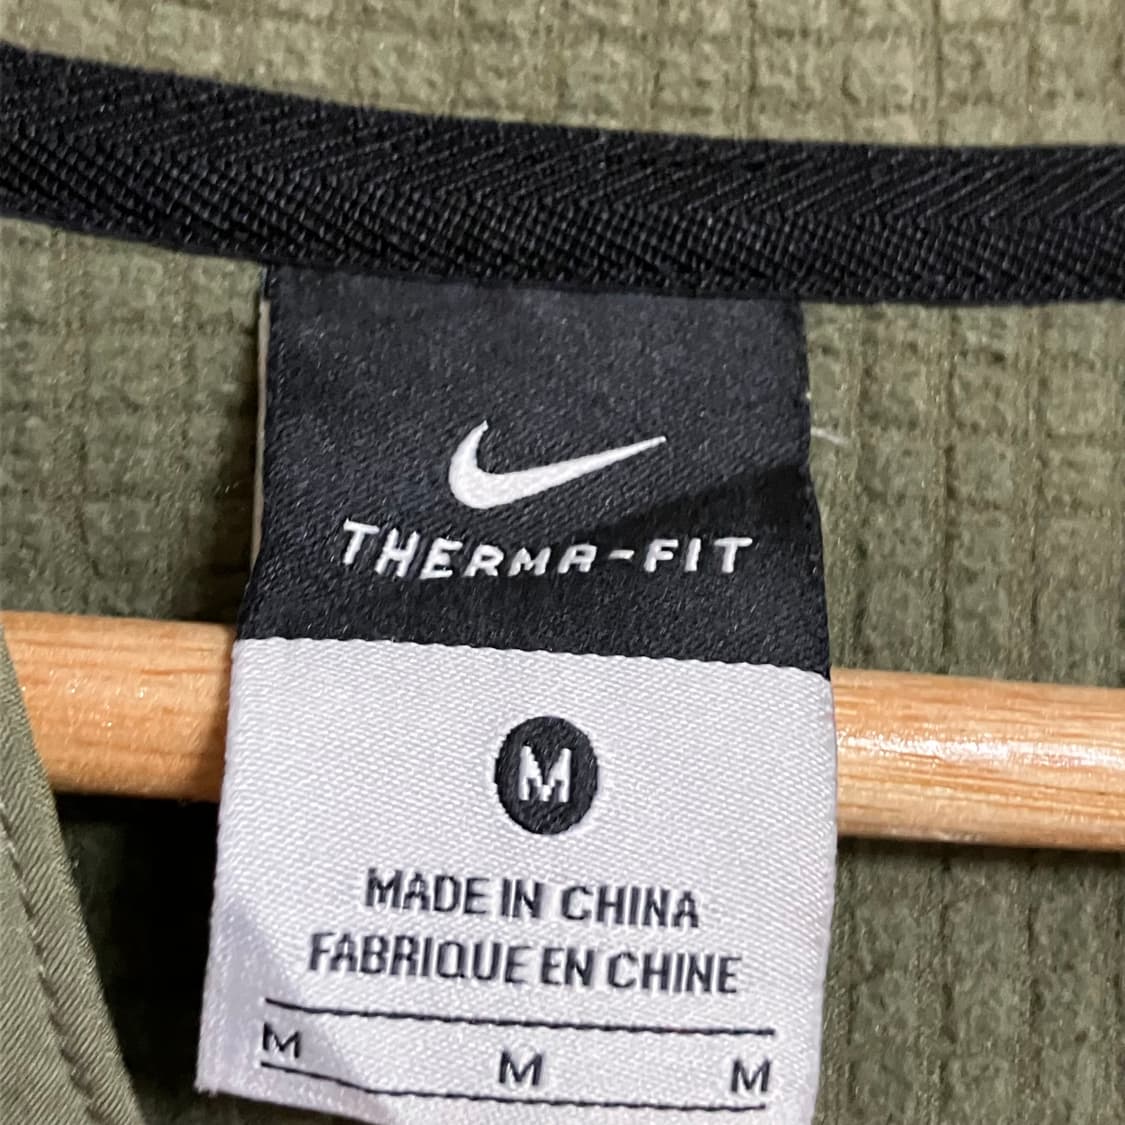 THERMA-FIT
M
MADE IN CHINA
FABRIQUE EN CHINE
M M M